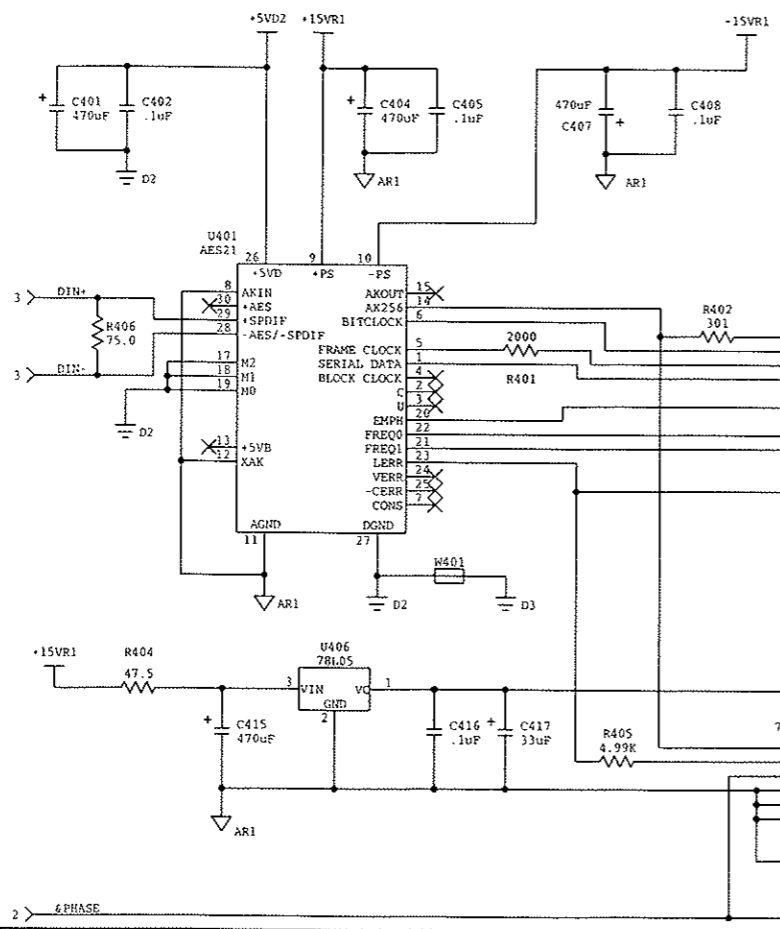 +5VD2
+15VR1
-15VR1
+
C401
470uF
C402
.1uF
+
C404
470uF
C405
.1uF
470uF
C407
+
C408
.1uF
D2
AR1
AR1
U401
AES21
26
9
10
+5VD
+PS
-PS
3
DIN+
R406
75.0
3
DIN-
8
AKIN
30
+AES
29
+SPDIF
28
-AES/-SPDIF
17
M2
18
M1
19
M0
D2
13
+5VB
12
XAK
AKOUT
15
AK256
14
BITCLOCK
6
FRAME CLOCK
5
SERIAL DATA
1
BLOCK CLOCK
4
C
2
U
3
EMPH
20
FREQ0
22
FREQ1
21
LERR
23
VERR
24
-CERR
25
CONS
7
2000
R401
R402
301
AGND
DGND
11
27
AR1
D2
W401
D3
+15VR1
R404
47.5
U406
78L05
3
VIN
VO
1
GND
2
+
C415
470uF
C416
.1uF
+
C417
33uF
R405
4.99K
7
AR1
2
&PHASE